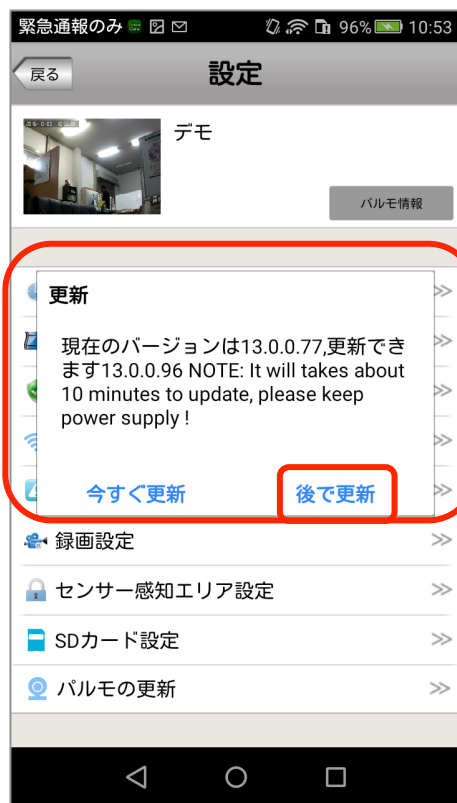 緊急通報のみ 96% 10:53
戻る 設定
デモ
パルモ情報
更新
現在のバージョンは13.0.0.77,更新でき
ます13.0.0.96 NOTE: It will takes about
10 minutes to update, please keep
power supply !
今すぐ更新 後で更新
録画設定
センサー感知エリア設定
SDカード設定
パルモの更新